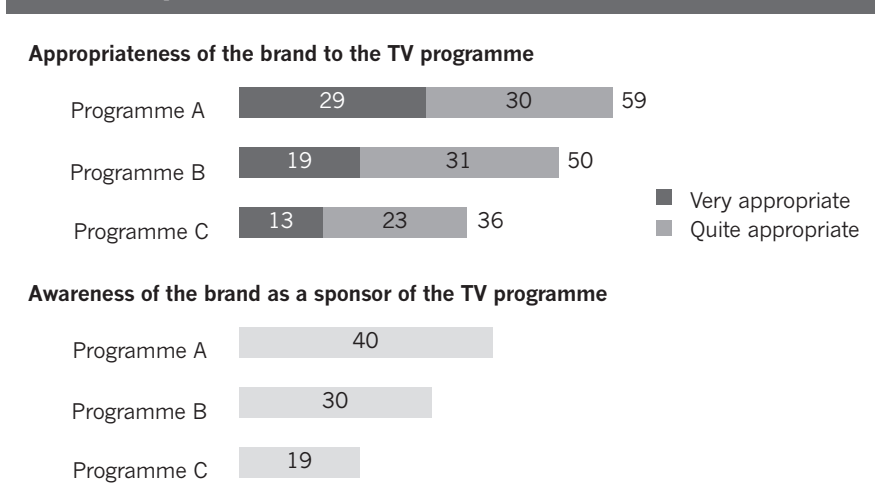 Appropriateness of the brand to the TV programme
Programme A 29 30 59
Programme B 19 31 50
Programme C 13 23 36
Very appropriate
Quite appropriate
Awareness of the brand as a sponsor of the TV programme
Programme A 40
Programme B 30
Programme C 19